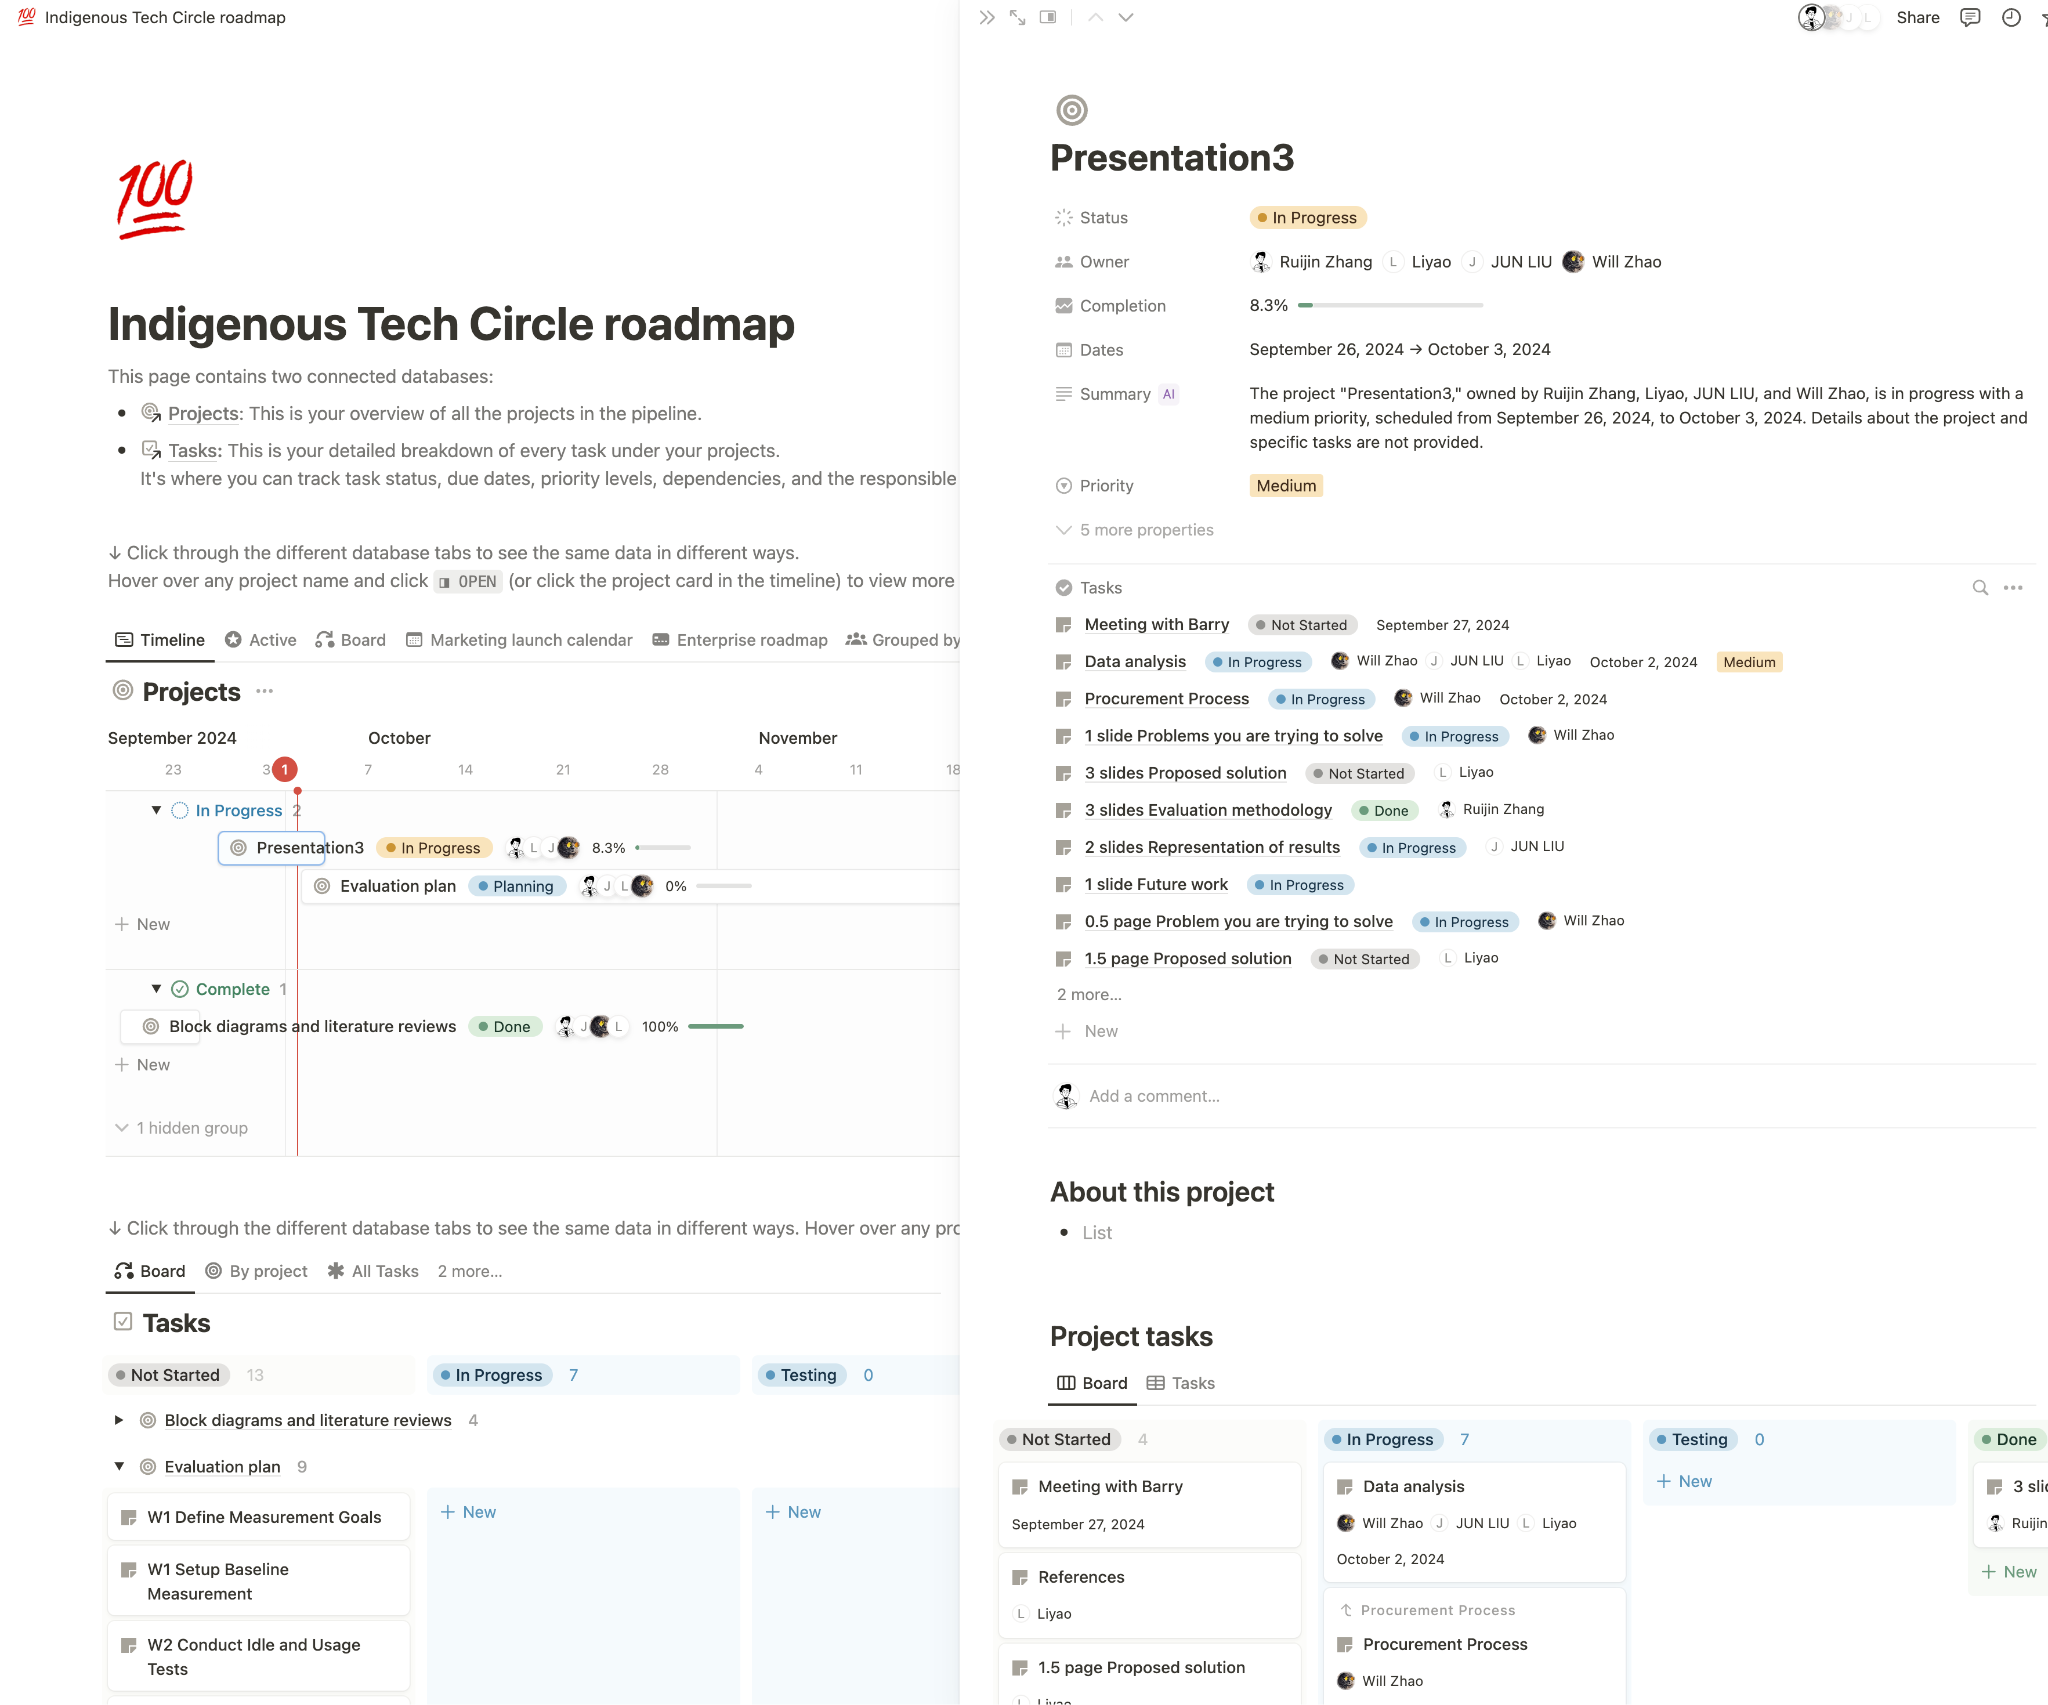 Indigenous Tech Circle roadmap
Indigenous Tech Circle roadmap
This page contains two connected databases:
Projects: This is your overview of all the projects in the pipeline.
Tasks: This is your detailed breakdown of every task under your projects.
It's where you can track task status, due dates, priority levels, dependencies, and the responsible
↓ Click through the different database tabs to see the same data in different ways.
Hover over any project name and click OPEN (or click the project card in the timeline) to view more
Timeline Active Board Marketing launch calendar Enterprise roadmap Grouped by
Projects ...
September 2024 October November
23 3 1 7 14 21 28 4 11 18
In Progress 2
Presentation3 In Progress L J 8.3%
Evaluation plan Planning J L 0%
+ New
Complete 1
Block diagrams and literature reviews Done J L 100%
+ New
1 hidden group
↓ Click through the different database tabs to see the same data in different ways. Hover over any pro
Board By project All Tasks 2 more...
Tasks
Not Started 13 In Progress 7 Testing 0
Block diagrams and literature reviews 4
Evaluation plan 9
W1 Define Measurement Goals
+ New + New
W1 Setup Baseline
Measurement
W2 Conduct Idle and Usage
Tests
J L Share
Presentation3
Status In Progress
Owner Ruijin Zhang L Liyao J JUN LIU Will Zhao
Completion 8.3%
Dates September 26, 2024 → October 3, 2024
Summary AI The project "Presentation3," owned by Ruijin Zhang, Liyao, JUN LIU, and Will Zhao, is in progress with a
medium priority, scheduled from September 26, 2024, to October 3, 2024. Details about the project and
specific tasks are not provided.
Priority Medium
5 more properties
Tasks ...
Meeting with Barry Not Started September 27, 2024
Data analysis In Progress Will Zhao J JUN LIU L Liyao October 2, 2024 Medium
Procurement Process In Progress Will Zhao October 2, 2024
1 slide Problems you are trying to solve In Progress Will Zhao
3 slides Proposed solution Not Started L Liyao
3 slides Evaluation methodology Done Ruijin Zhang
2 slides Representation of results In Progress J JUN LIU
1 slide Future work In Progress
0.5 page Problem you are trying to solve In Progress Will Zhao
1.5 page Proposed solution Not Started L Liyao
2 more...
+ New
Add a comment...
About this project
List
Project tasks
Board Tasks
Not Started 4 In Progress 7 Testing 0 Done
Meeting with Barry
September 27, 2024
References
L Liyao
1.5 page Proposed solution
L Liyao
Data analysis
Will Zhao J JUN LIU L Liyao
October 2, 2024
Procurement Process
Procurement Process
Will Zhao
+ New
3 slid
Ruijin
+ New